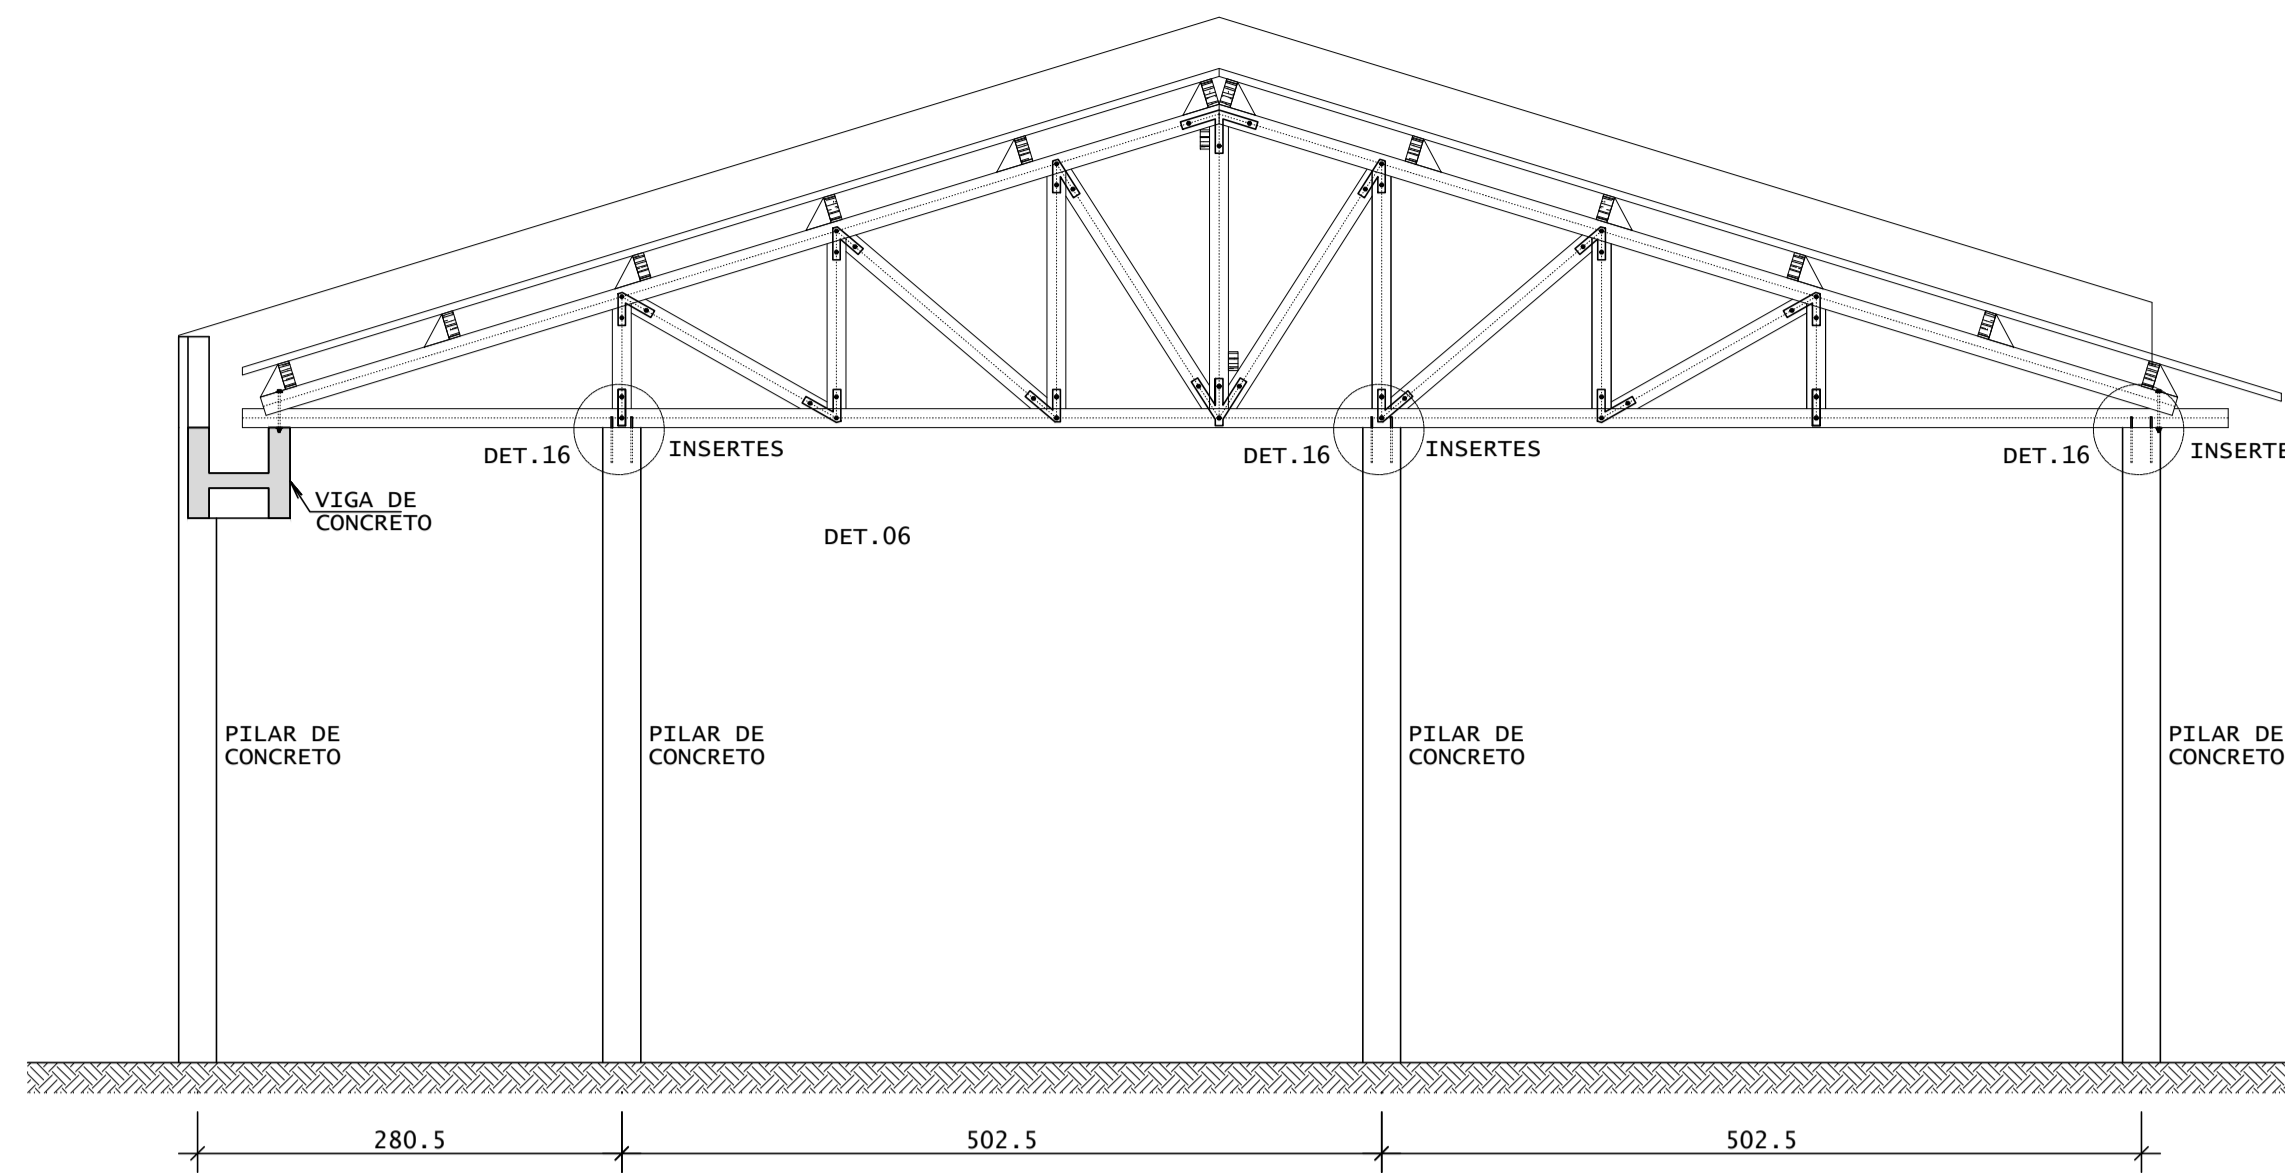 DET.16
INSERTES
DET.16
INSERTES
DET.16
INSERTE
VIGA DE
CONCRETO
DET.06
PILAR DE
CONCRETO
PILAR DE
CONCRETO
PILAR DE
CONCRETO
PILAR DE
CONCRETO
280.5
502.5
502.5